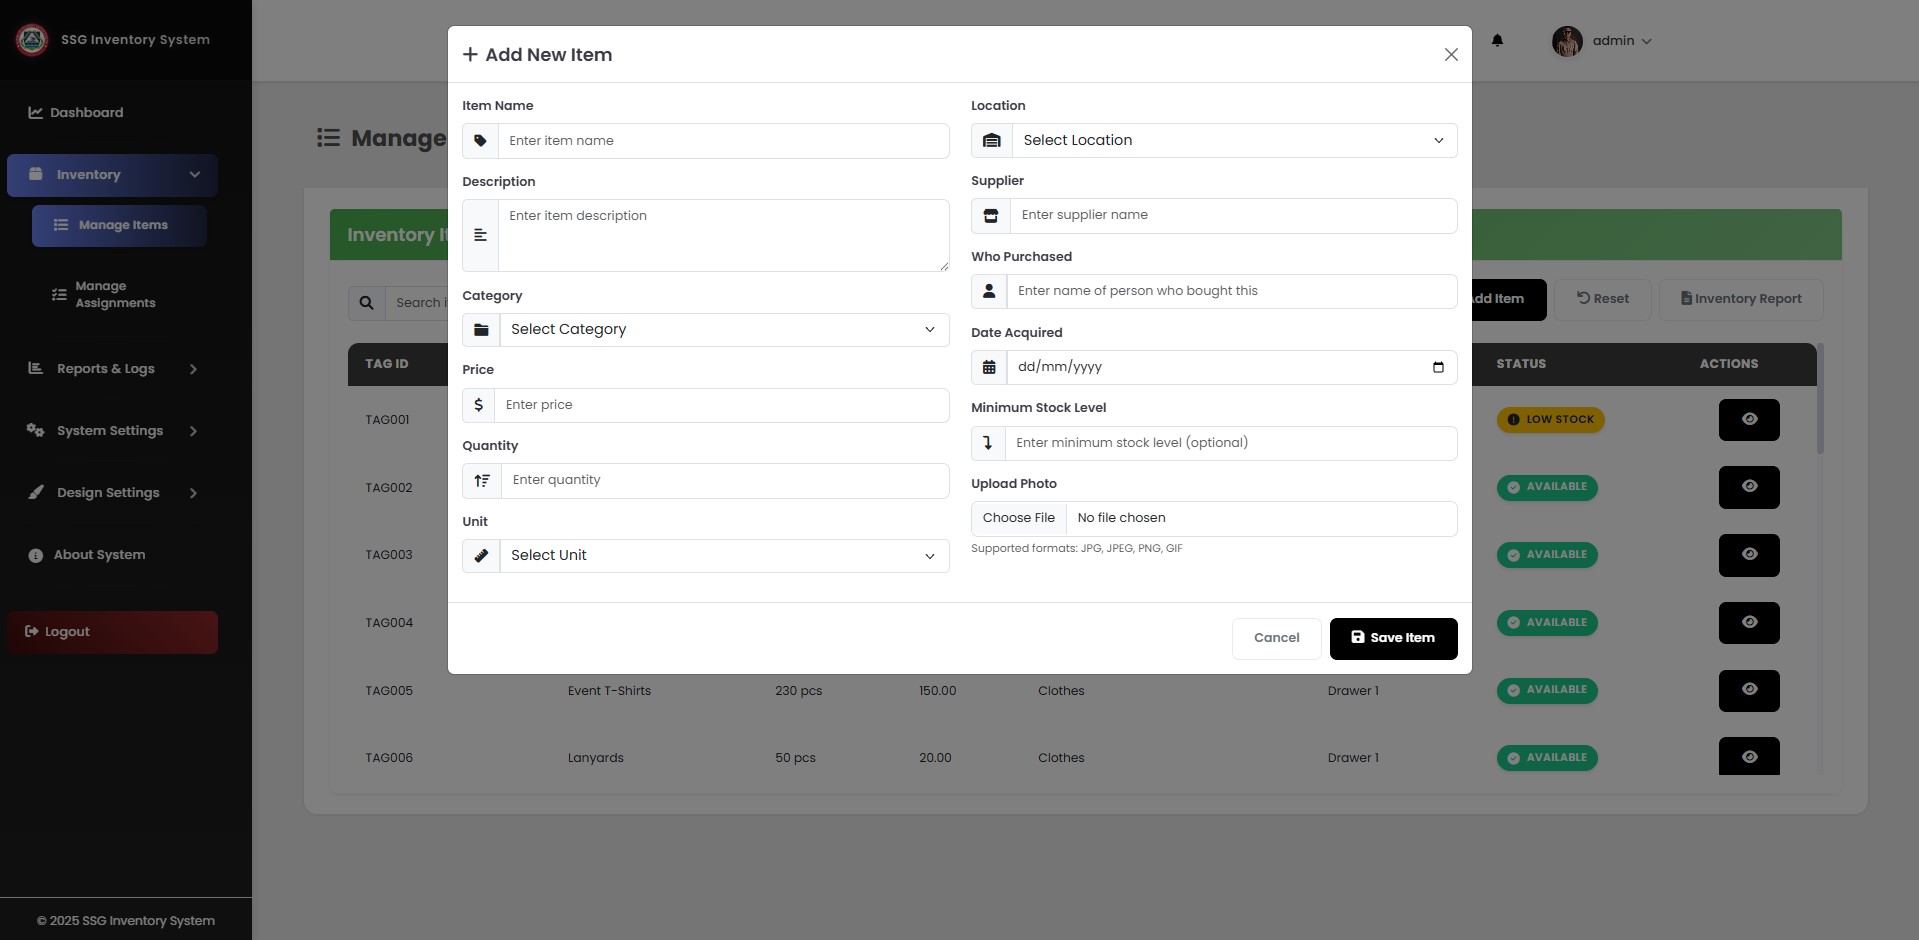 SSG Inventory System
admin
Dashboard
Inventory
Manage Items
Manage
Assignments
Reports & Logs
System Settings
Design Settings
About System
Logout
© 2025 SSG Inventory System
Manage
Inventory It
Search i
dd Item
Reset
Inventory Report
TAG ID
STATUS
ACTIONS
TAG001
LOW STOCK
TAG002
AVAILABLE
TAG003
AVAILABLE
TAG004
AVAILABLE
TAG005
Event T-Shirts
230 pcs
150.00
Clothes
Drawer 1
AVAILABLE
TAG006
Lanyards
50 pcs
20.00
Clothes
Drawer 1
AVAILABLE
Add New Item
Item Name
Enter item name
Description
Enter item description
Category
Select Category
Price
Enter price
Quantity
Enter quantity
Unit
Select Unit
Location
Select Location
Supplier
Enter supplier name
Who Purchased
Enter name of person who bought this
Date Acquired
dd/mm/yyyy
Minimum Stock Level
Enter minimum stock level (optional)
Upload Photo
Choose File
No file chosen
Supported formats: JPG, JPEG, PNG, GIF
Cancel
Save Item